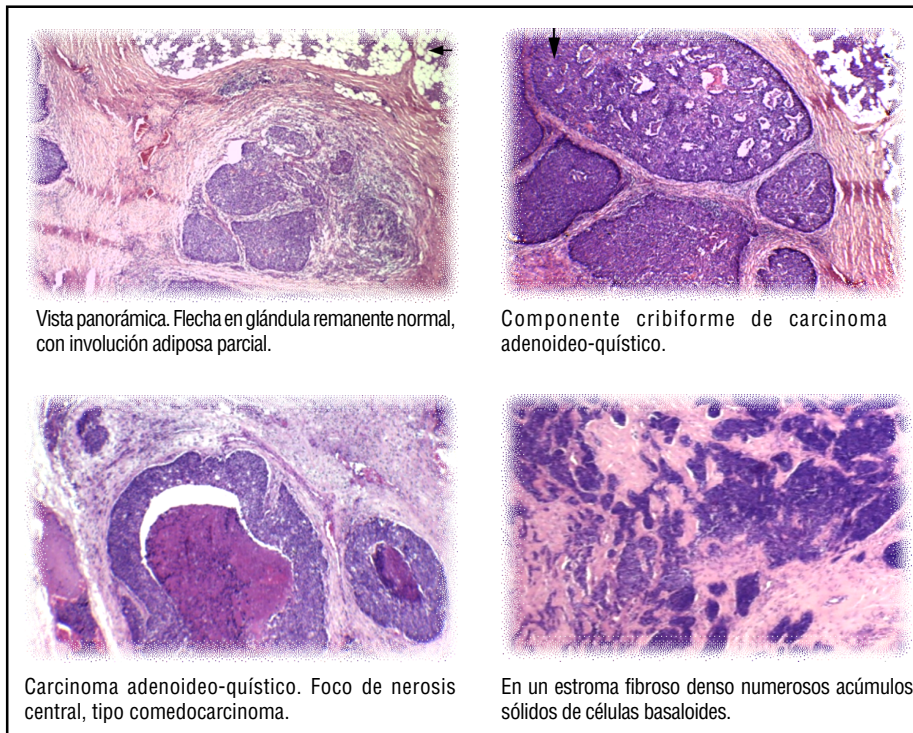 Vista panorámica. Flecha en glándula remanente normal,
con involución adiposa parcial.
Componente cribiforme de carcinoma
adenoideo-quístico.
Carcinoma adenoideo-quístico. Foco de nerosis
central, tipo comedocarcinoma.
En un estroma fibroso denso numerosos acúmulos
sólidos de células basaloides.